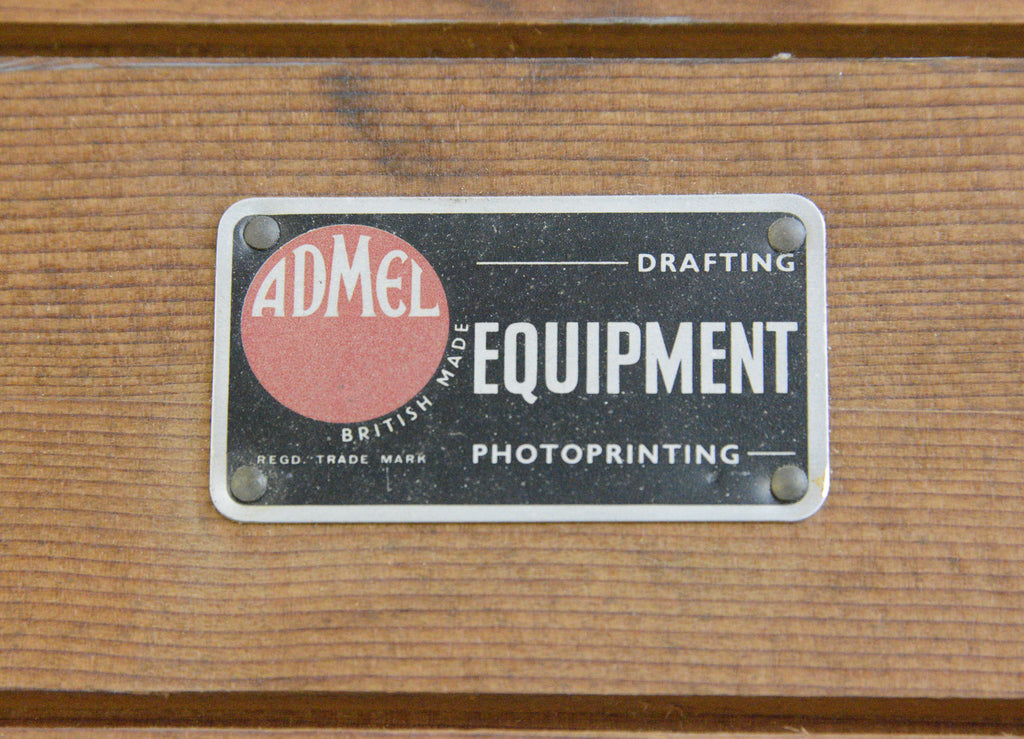 ADMEL
BRITISH MADE
REGD. TRADE MARK
DRAFTING
EQUIPMENT
PHOTOPRINTING